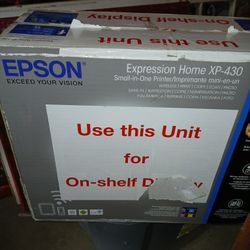 On-shelf
Use this Unit
EPSON
EXCEED YOUR VISION
Expression Home XP-430
Small-in-One Printer/Imprimante mini-en-un
Use this Unit
for
On-shelf Display